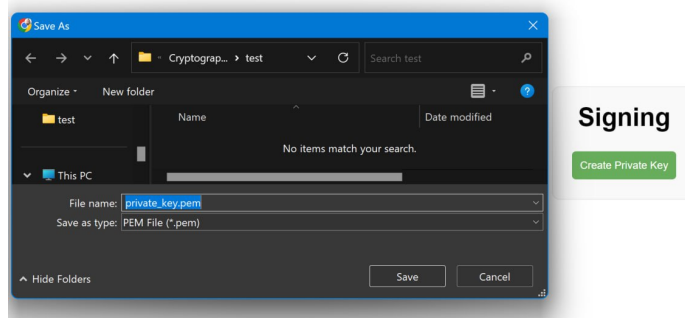 Save As
Cryptograp... › test
Search test
Organize
New folder
test
Name
Date modified
No items match your search.
This PC
File name: private_key.pem
Save as type: PEM File (*.pem)
Hide Folders
Save
Cancel
Signing
Create Private Key